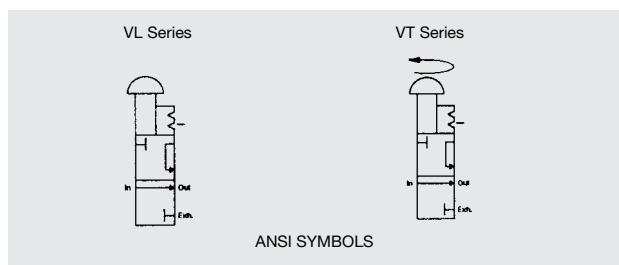 VL Series VT Series
In Out In Out
Exh. Exh.
ANSI SYMBOLS